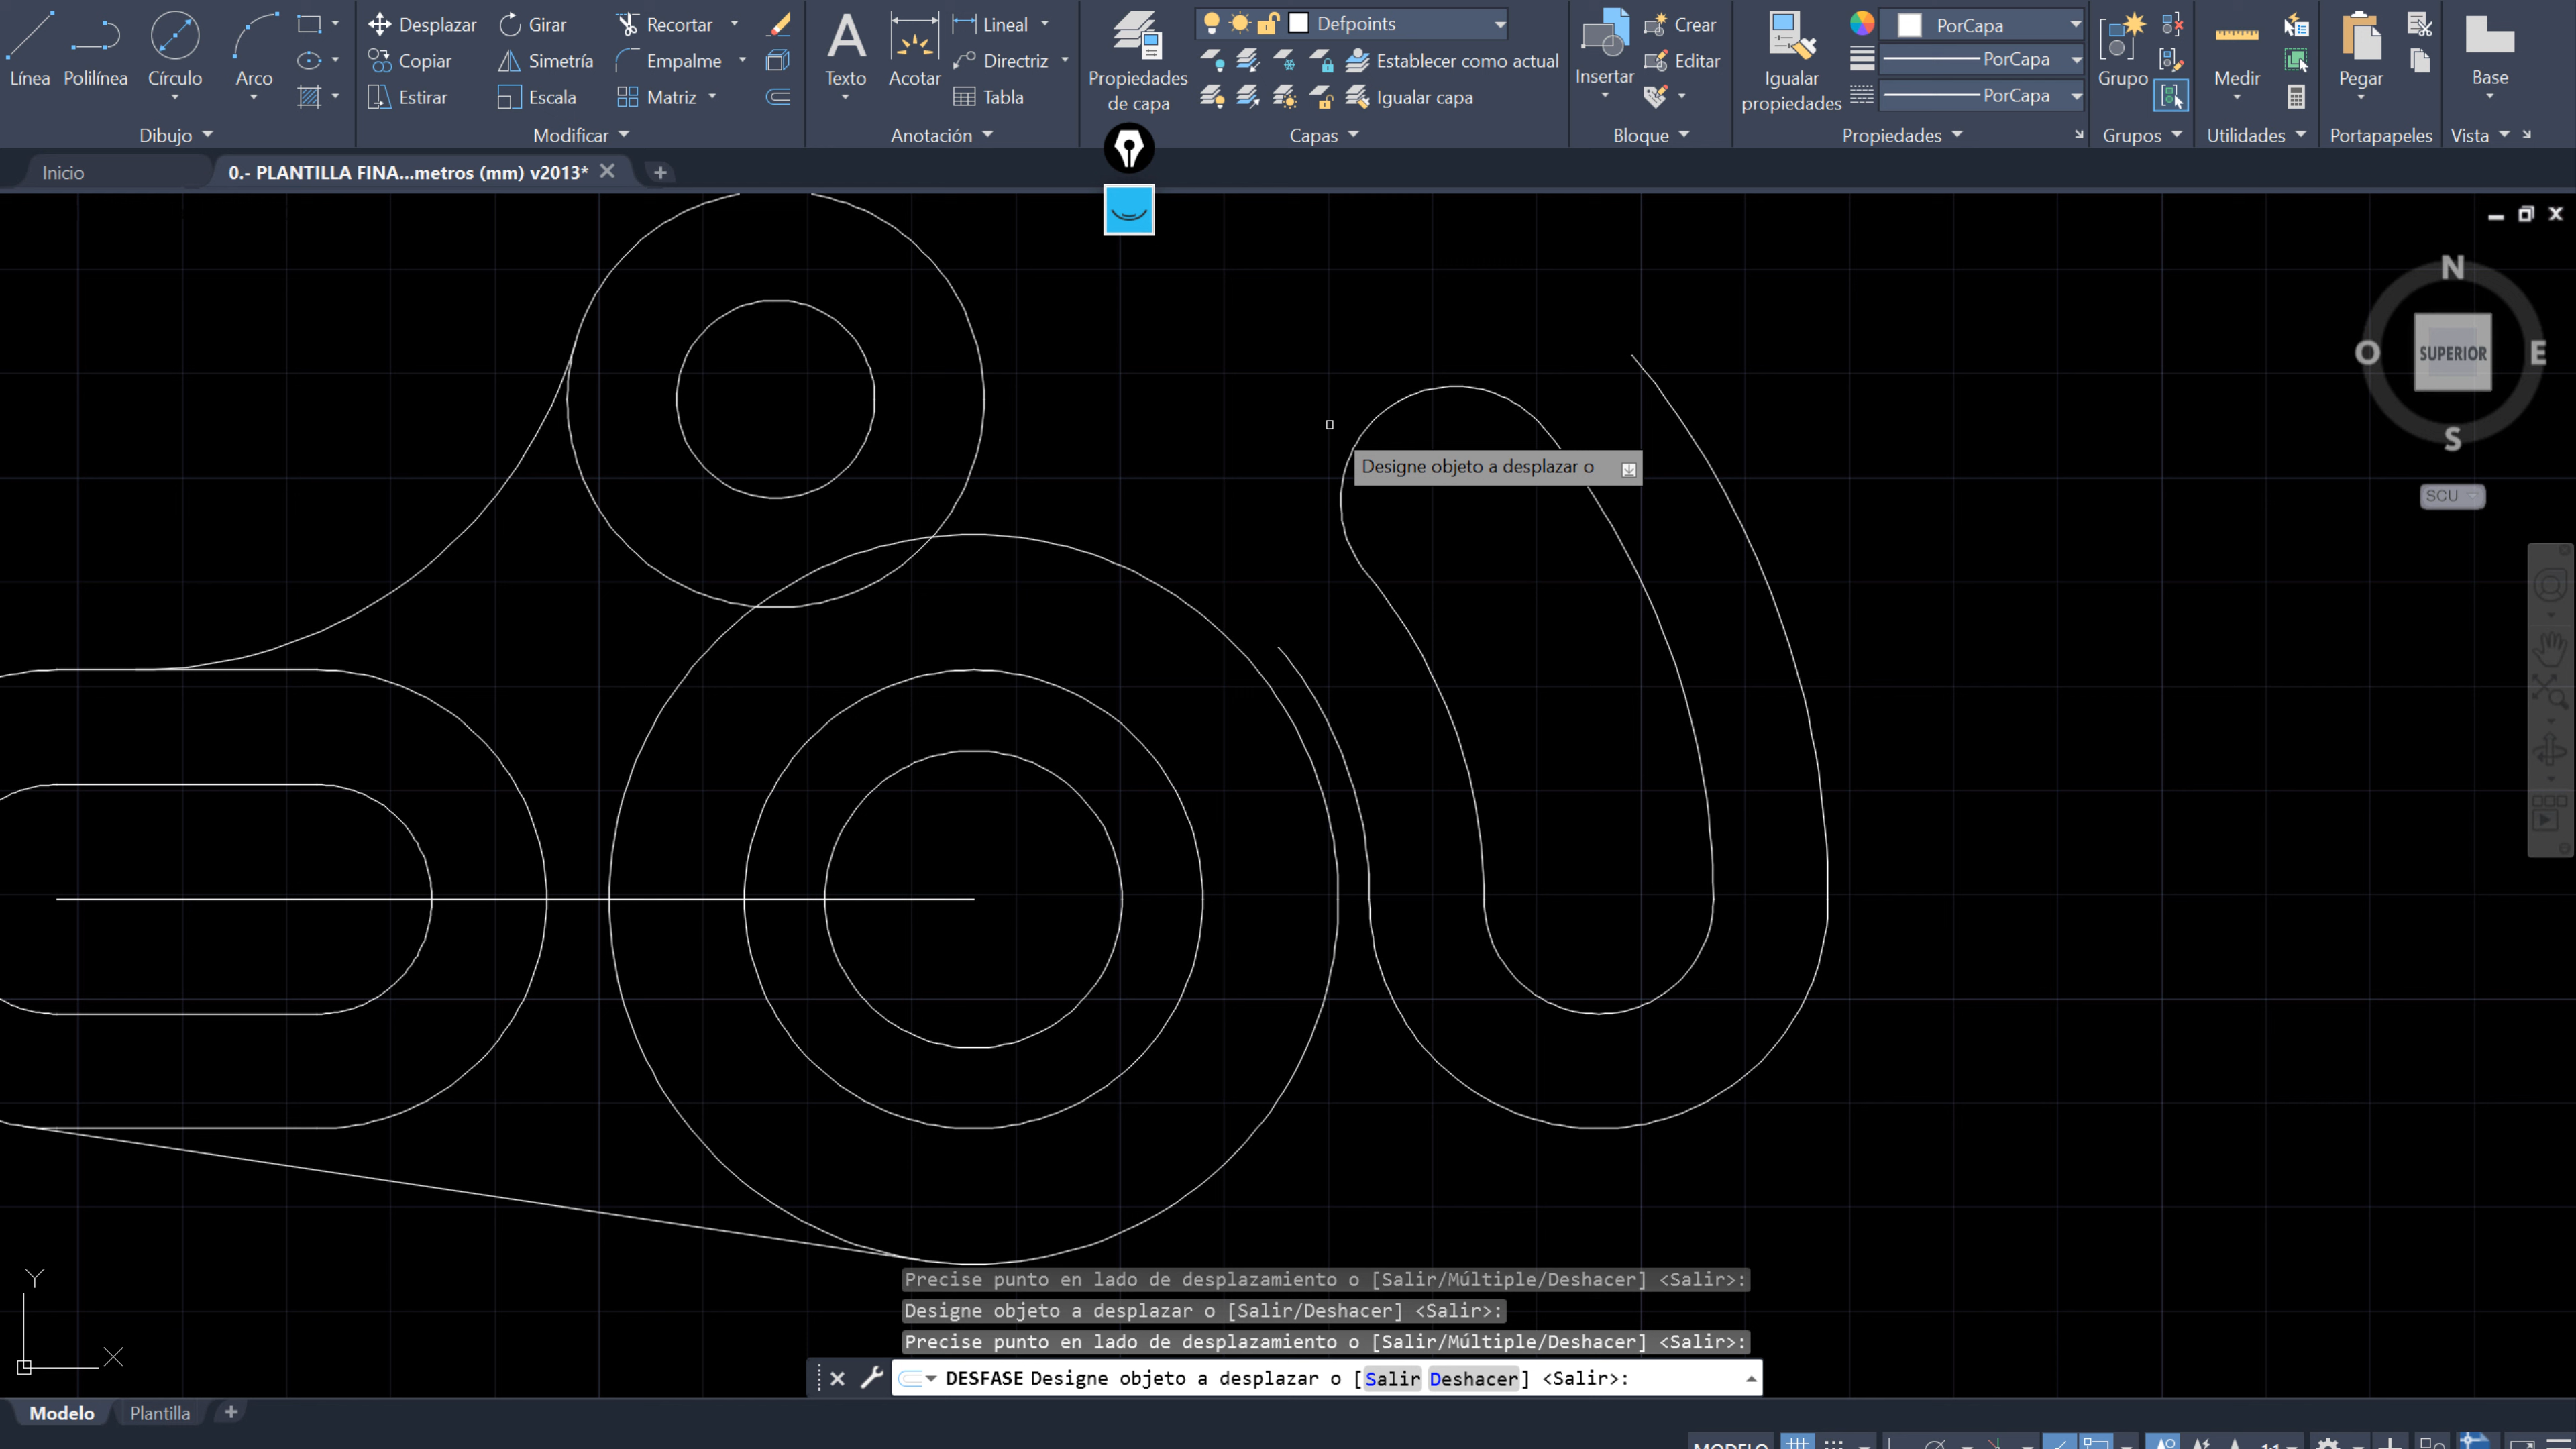 Línea Polilínea Círculo Arco
Desplazar Girar Recortar
Copiar Simetría Empalme
Estirar Escala Matriz
A
Texto Acotar
Lineal
Directriz
Tabla
Propiedades
de capa
Defpoints
Establecer como actual
Igualar capa
Insertar
Crear
Editar
Igualar
propiedades
PorCapa
PorCapa
PorCapa
Grupo
Medir
Pegar
Base
Dibujo Modificar Anotación Capas Bloque Propiedades Grupos Utilidades Portapapeles Vista
Inicio 0.- PLANTILLA FINA...metros (mm) v2013*
N
O SUPERIOR E
S
SCU
Designe objeto a desplazar o
Y
X
Precise punto en lado de desplazamiento o [Salir/Múltiple/Deshacer] <Salir>:
Designe objeto a desplazar o [Salir/Deshacer] <Salir>:
Precise punto en lado de desplazamiento o [Salir/Múltiple/Deshacer] <Salir>:
DESFASE Designe objeto a desplazar o [Salir Deshacer] <Salir>:
Modelo Plantilla
MODELO 1:1